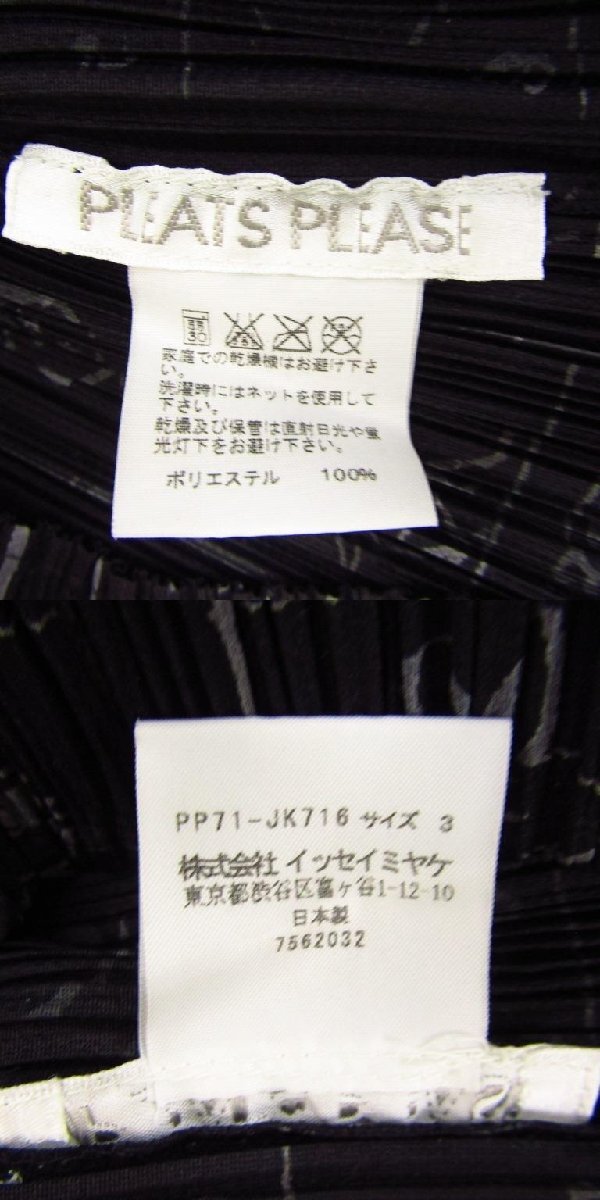 PLEATS PLEASE
家庭での乾燥機はお避け下さ
い。
洗濯時にはネットを使用して
下さい。
乾燥及び保管は直射日光や蛍
光灯下をお避け下さい。
ポリエステル 100%
PP71-JK716 サイズ 3
株式会社 イッセイミヤケ
東京都渋谷区富ヶ谷1-12-10
日本製
7562032